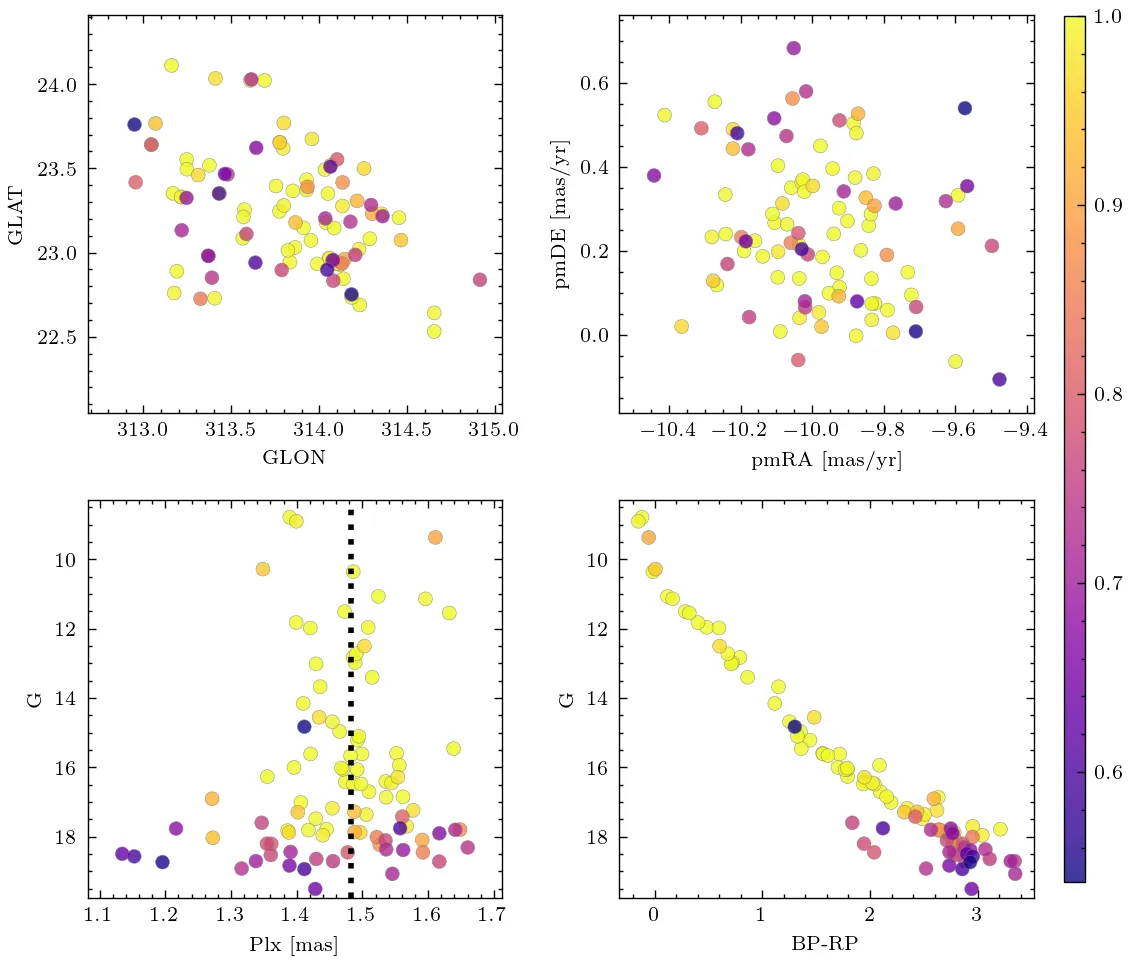 24.0
23.5
23.0
22.5
GLAT
313.0 313.5 314.0 314.5 315.0
GLON
0.6
0.4
0.2
0.0
pmDE [mas/yr]
−10.4 −10.2 −10.0 −9.8 −9.6 −9.4
pmRA [mas/yr]
1.0
0.9
0.8
0.7
0.6
10
12
14
16
18
G
1.1 1.2 1.3 1.4 1.5 1.6 1.7
Plx [mas]
10
12
14
16
18
G
0 1 2 3
BP-RP